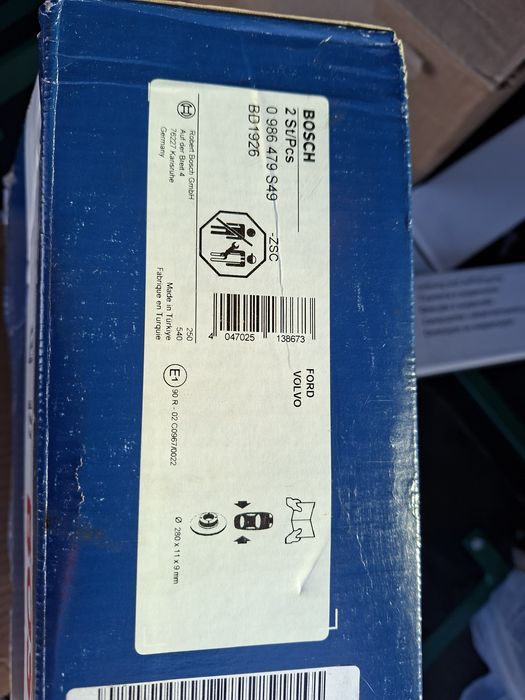 BOSCH
2 St/Pcs
0 986 479 S49
BD1926
-ZSC
Robert Bosch GmbH
Auf der Breit 4
76227 Karlsruhe
Germany
4 047025 138673
250
540
Made in Türkiye
Fabriqué en Turquie
FORD
VOLVO
E1 90 R - 02 C0967/0022
Ø 280 x 11 x 9 mm